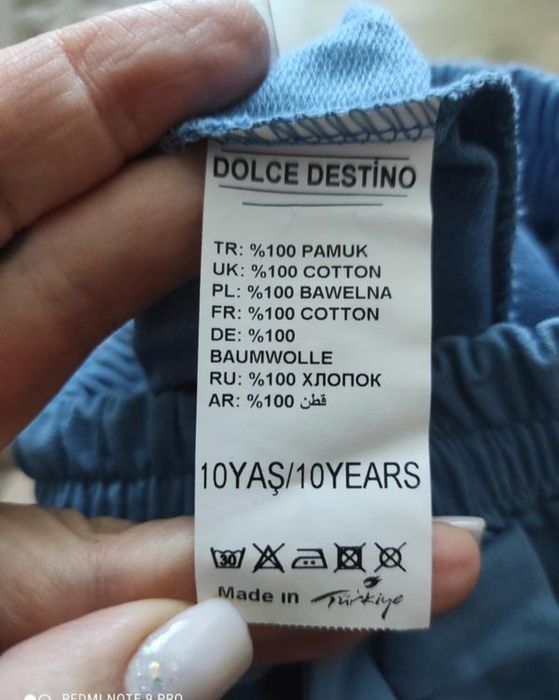 DOLCE DESTİNO
TR: %100 PAMUK
UK: %100 COTTON
PL: %100 BAWELNA
FR: %100 COTTON
DE: %100
BAUMWOLLE
RU: %100 ХЛОПОК
AR: %100 قطن
10YAŞ/10YEARS
30
Made ın Türkiye
REDMI NOTE 9 PRO